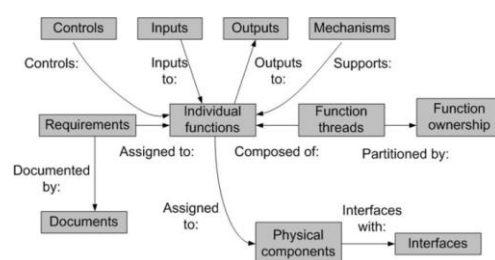 Controls
Inputs
Outputs
Mechanisms
Controls:
Inputs
to:
Outputs
to:
Supports:
Requirements
Individual
functions
Function
threads
Function
ownership
Assigned to:
Composed of:
Partitioned by:
Documented
by:
Assigned
to:
Documents
Physical
components
Interfaces
with:
Interfaces